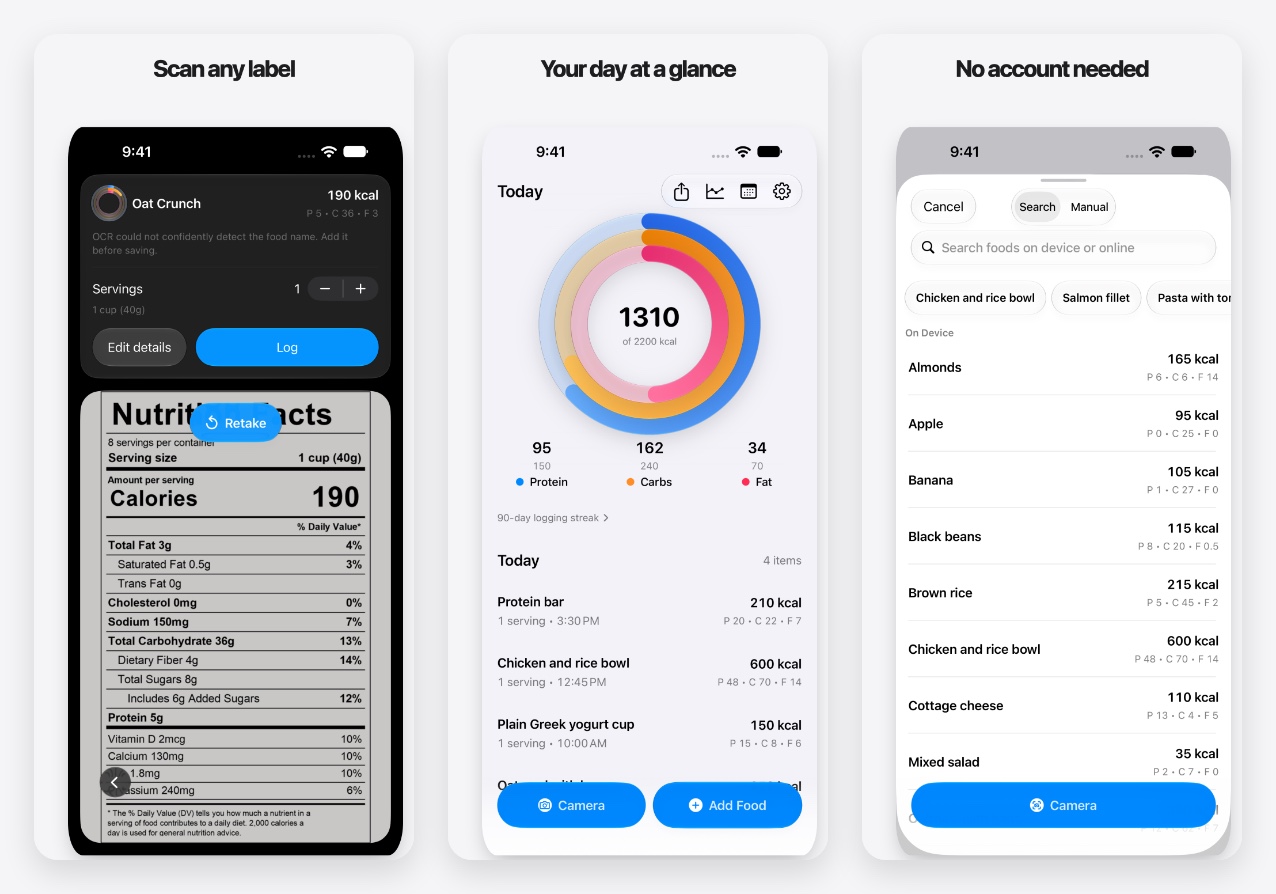 Scan any label
9:41
Oat Crunch
190 kcal
P 5 • C 36 • F 3
OCR could not confidently detect the food name. Add it
before saving.
Servings
1
1 cup (40g)
Edit details
Log
Retake
8 servings per container
Serving size 1 cup (40g)
Amount per serving
Calories 190
% Daily Value*
Total Fat 3g 4%
Saturated Fat 0.5g 3%
Trans Fat 0g
Cholesterol 0mg 0%
Sodium 150mg 7%
Total Carbohydrate 36g 13%
Dietary Fiber 4g 14%
Total Sugars 8g
Includes 6g Added Sugars 12%
Protein 5g
Vitamin D 2mcg 10%
Calcium 130mg 10%
1.8mg 10%
240mg 6%
* The % Daily Value (DV) tells you how much a nutrient in a
serving of food contributes to a daily diet. 2,000 calories a
day is used for general nutrition advice.
Your day at a glance
9:41
Today
1310
of 2200 kcal
95 162 34
150 240 70
Protein Carbs Fat
90-day logging streak
Today 4 items
Protein bar 210 kcal
1 serving • 3:30 PM P 20 • C 22 • F 7
Chicken and rice bowl 600 kcal
1 serving • 12:45 PM P 48 • C 70 • F 14
Plain Greek yogurt cup 150 kcal
1 serving • 10:00 AM P 15 • C 8 • F 6
Camera
Add Food
No account needed
9:41
Cancel
Search
Manual
Search foods on device or online
Chicken and rice bowl
Salmon fillet
Pasta with
On Device
Almonds 165 kcal
P 6 • C 6 • F 14
Apple 95 kcal
P 0 • C 25 • F 0
Banana 105 kcal
P 1 • C 27 • F 0
Black beans 115 kcal
P 8 • C 20 • F 0.5
Brown rice 215 kcal
P 5 • C 45 • F 2
Chicken and rice bowl 600 kcal
P 48 • C 70 • F 14
Cottage cheese 110 kcal
P 13 • C 4 • F 5
Mixed salad 35 kcal
P 2 • C 7 • F 0
Camera